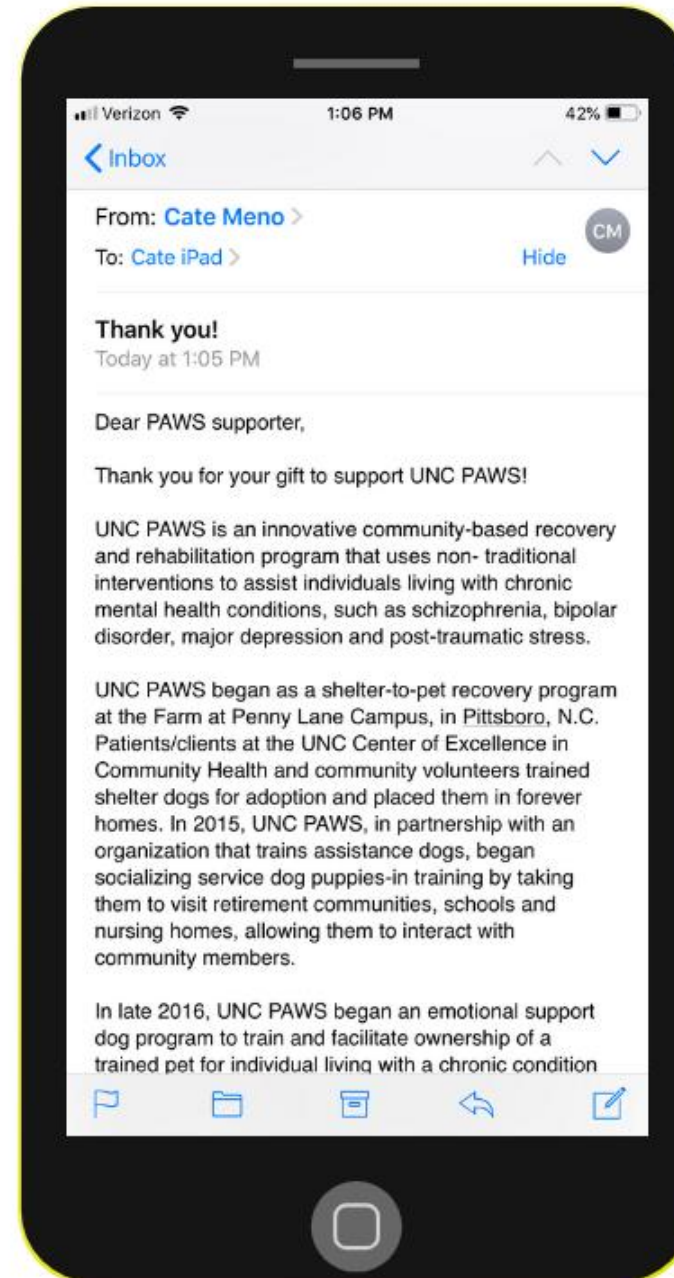 Verizon 1:06 PM 42%
Inbox
From: Cate Meno
CM
To: Cate iPad Hide
Thank you!
Today at 1:05 PM
Dear PAWS supporter,
Thank you for your gift to support UNC PAWS!
UNC PAWS is an innovative community-based recovery
and rehabilitation program that uses non- traditional
interventions to assist individuals living with chronic
mental health conditions, such as schizophrenia, bipolar
disorder, major depression and post-traumatic stress.
UNC PAWS began as a shelter-to-pet recovery program
at the Farm at Penny Lane Campus, in Pittsboro, N.C.
Patients/clients at the UNC Center of Excellence in
Community Health and community volunteers trained
shelter dogs for adoption and placed them in forever
homes. In 2015, UNC PAWS, in partnership with an
organization that trains assistance dogs, began
socializing service dog puppies-in training by taking
them to visit retirement communities, schools and
nursing homes, allowing them to interact with
community members.
In late 2016, UNC PAWS began an emotional support
dog program to train and facilitate ownership of a
trained pet for individual living with a chronic condition